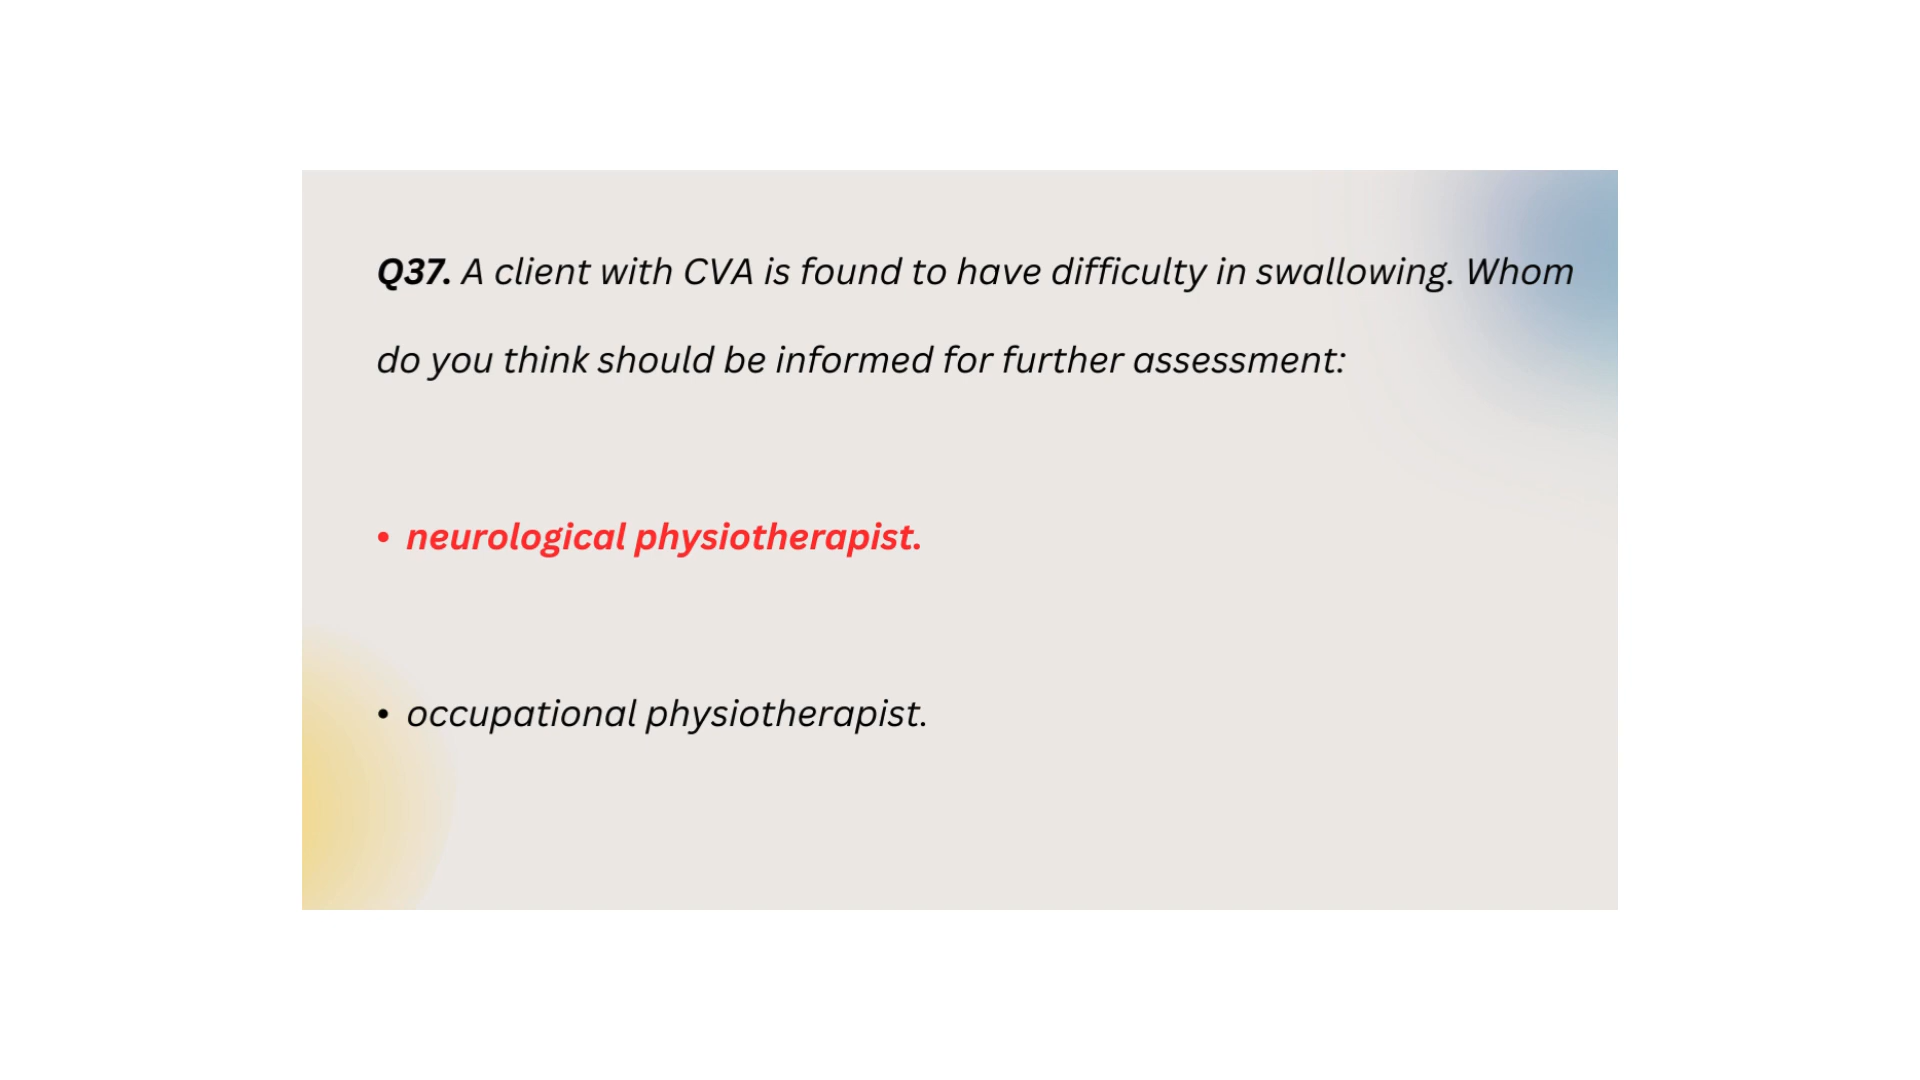 Q37. A client with CVA is found to have difficulty in swallowing. Whom
do you think should be informed for further assessment:
• neurological physiotherapist.
• occupational physiotherapist.